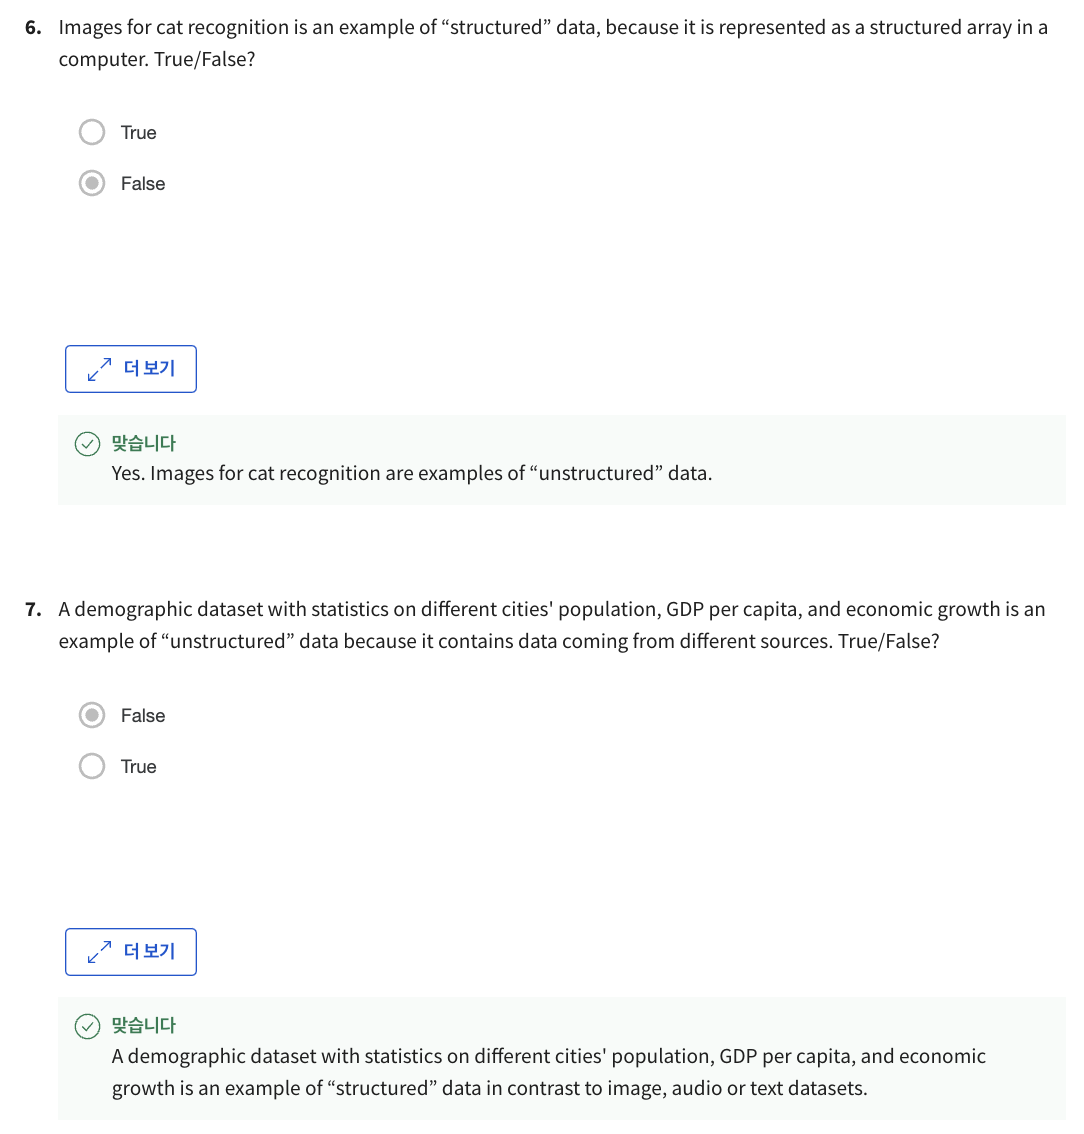 6. Images for cat recognition is an example of “structured” data, because it is represented as a structured array in a
computer. True/False?
True
False
더 보기
맞습니다
Yes. Images for cat recognition are examples of “unstructured” data.
7. A demographic dataset with statistics on different cities' population, GDP per capita, and economic growth is an
example of “unstructured” data because it contains data coming from different sources. True/False?
False
True
더 보기
맞습니다
A demographic dataset with statistics on different cities' population, GDP per capita, and economic
growth is an example of “structured” data in contrast to image, audio or text datasets.